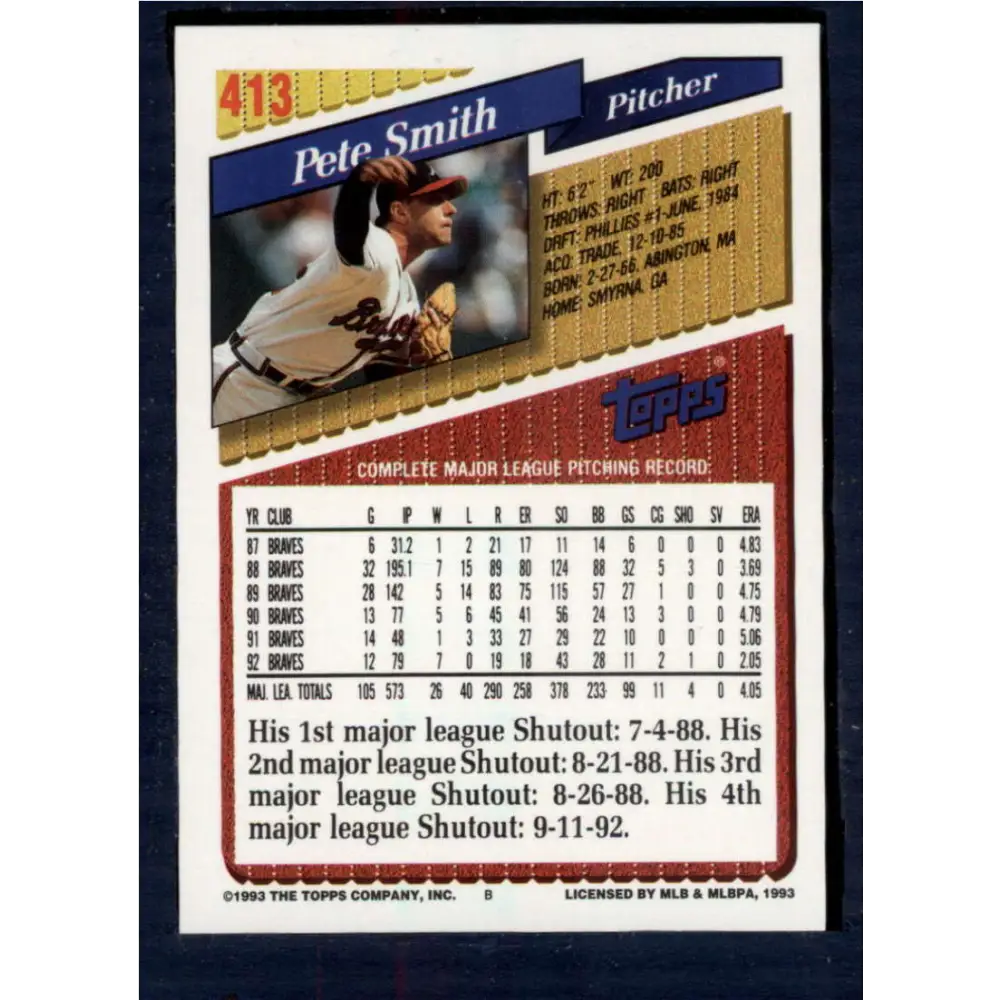 413
Pete Smith
Pitcher
HT: 6'2" WT: 200
THROWS: RIGHT BATS: RIGHT
DRFT: PHILLIES #1-JUNE, 1984
ACQ: TRADE, 12-10-85
BORN: 2-27-66, ABINGTON, MA
HOME: SMYRNA, GA
Braves
TOPPS®
COMPLETE MAJOR LEAGUE PITCHING RECORD
YR CLUB G IP W L R ER SO BB GS CG SHO SV ERA
87 BRAVES 6 31.2 1 2 21 17 11 14 6 0 0 0 4.83
88 BRAVES 32 195.1 7 15 89 80 124 88 32 5 3 0 3.69
89 BRAVES 28 142 5 14 83 75 115 57 27 1 0 0 4.75
90 BRAVES 13 77 5 6 45 41 56 24 13 3 0 0 4.79
91 BRAVES 14 48 1 3 33 27 29 22 10 0 0 0 5.06
92 BRAVES 12 79 7 0 19 18 43 28 11 2 1 0 2.05
MAJ. LEA. TOTALS 105 573 26 40 290 258 378 233 99 11 4 0 4.05
His 1st major league Shutout: 7-4-88. His
2nd major league Shutout: 8-21-88. His 3rd
major league Shutout: 8-26-88. His 4th
major league Shutout: 9-11-92.
©1993 THE TOPPS COMPANY, INC. B LICENSED BY MLB & MLBPA, 1993